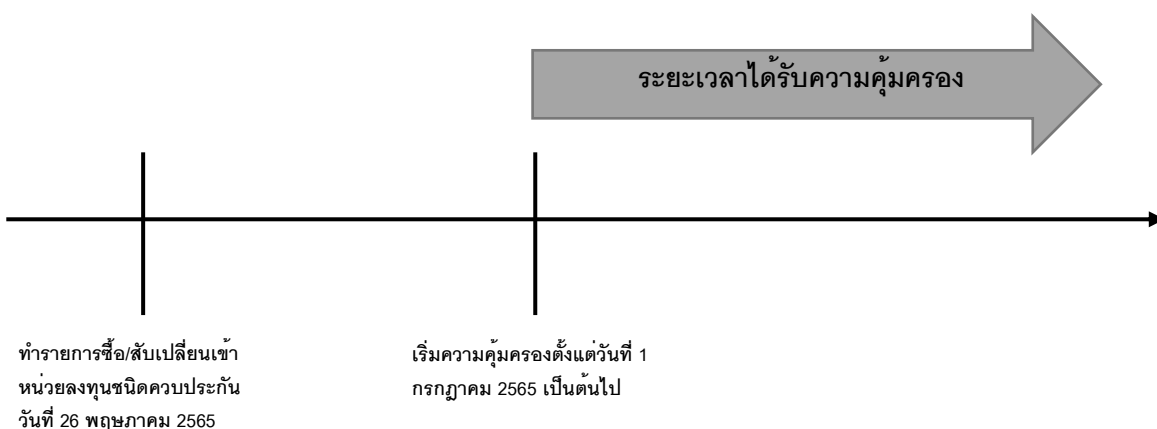 ระยะเวลาได้รับความคุ้มครอง
ทำรายการซื้อ/สับเปลี่ยนเข้า
หน่วยลงทุนชนิดควบประกัน
วันที่ 26 พฤษภาคม 2565
เริ่มความคุ้มครองตั้งแต่วันที่ 1
กรกฎาคม 2565 เป็นต้นไป